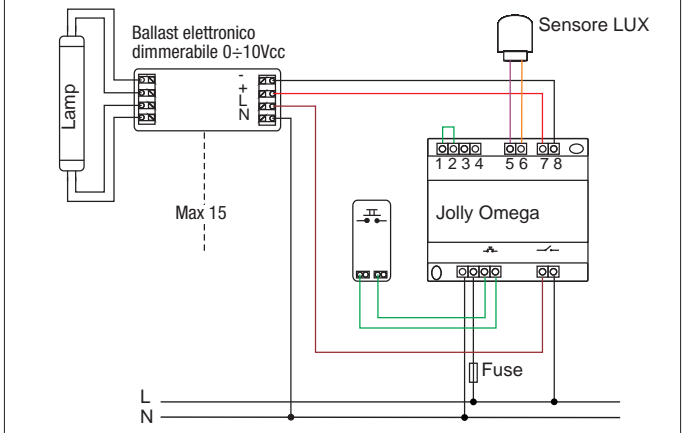 Ballast elettronico
dimmerabile 0÷10Vcc
Sensore LUX
Lamp
-
+
L
N
Max 15
1 2 3 4 5 6 7 8
Jolly Omega
Fuse
L
N